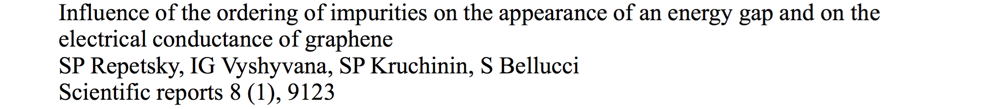 Influence of the ordering of impurities on the appearance of an energy gap and on the
electrical conductance of graphene
SP Repetsky, IG Vyshyvana, SP Kruchinin, S Bellucci
Scientific reports 8 (1), 9123